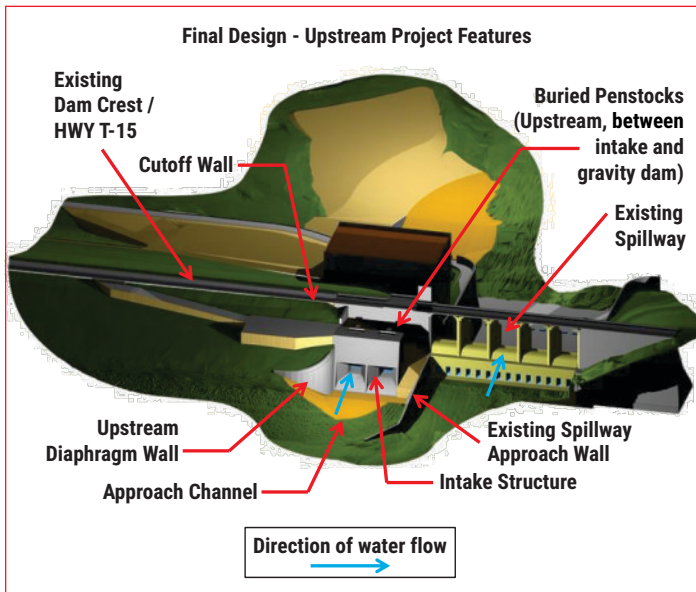 Final Design - Upstream Project Features
Existing
Dam Crest /
HWY T-15
Cutoff Wall
Buried Penstocks
(Upstream, between
intake and
gravity dam)
Existing
Spillway
Upstream
Diaphragm Wall
Approach Channel
Existing Spillway
Approach Wall
Intake Structure
Direction of water flow